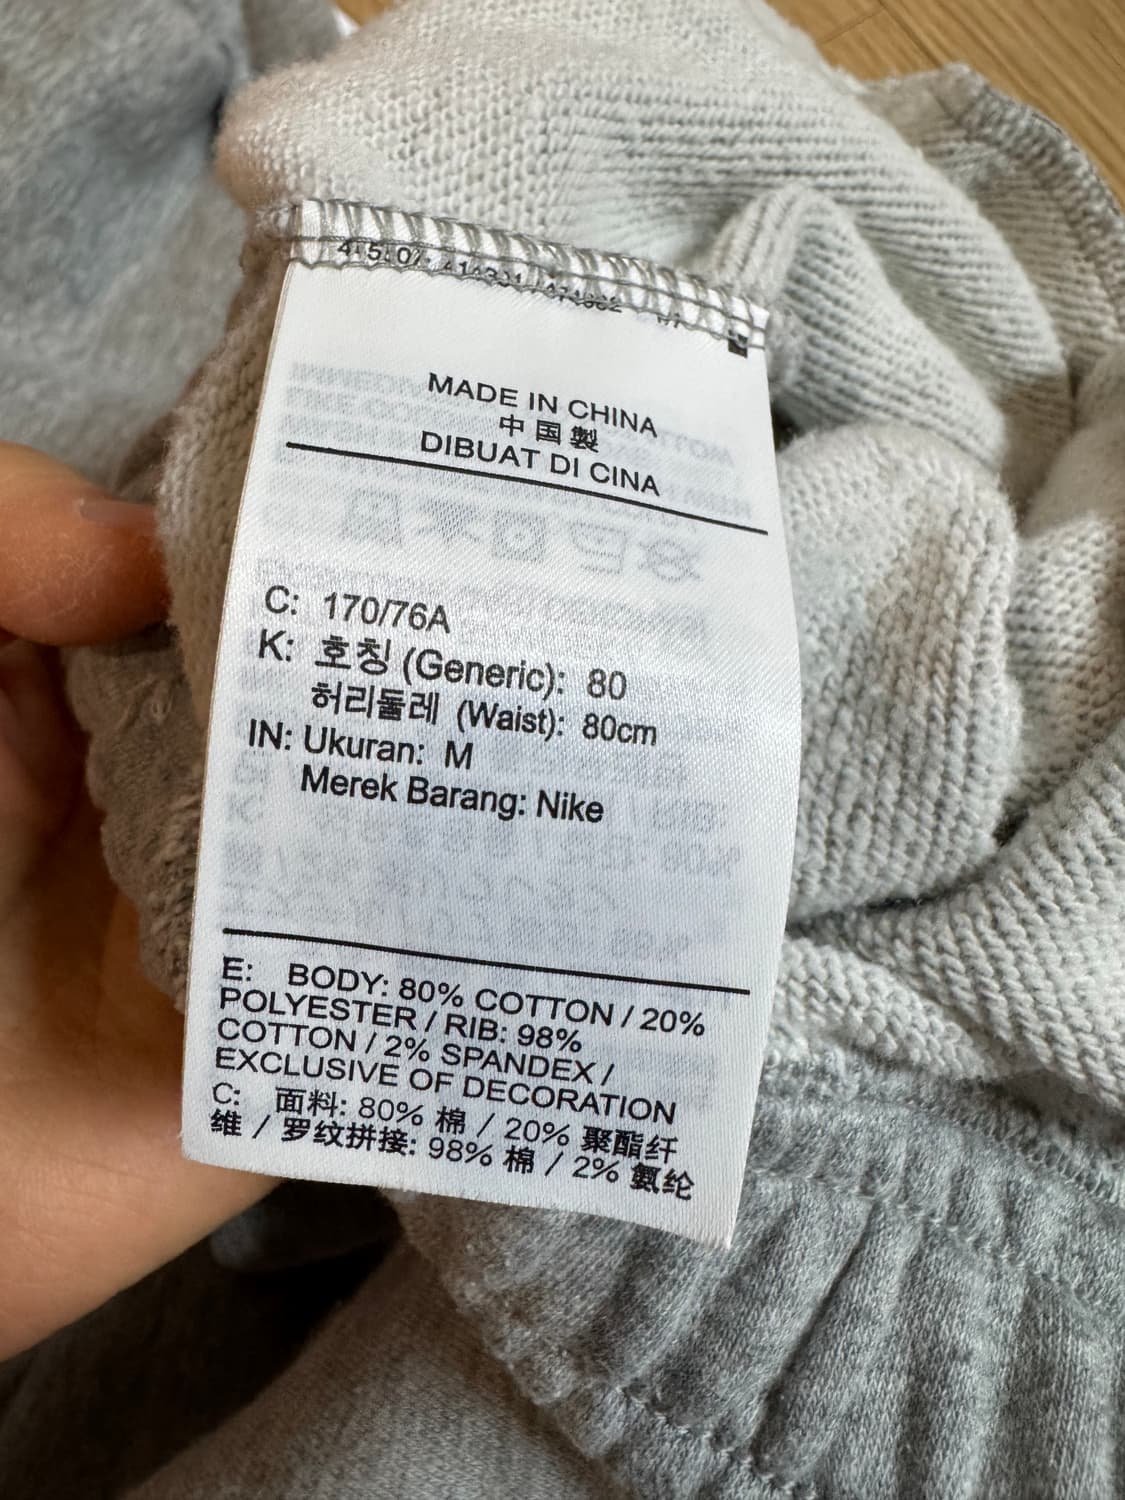 MADE IN CHINA
中国製
DIBUAT DI CINA
C: 170/76A
K: 호칭 (Generic): 80
허리둘레 (Waist): 80cm
IN: Ukuran: M
Merek Barang: Nike
E: BODY: 80% COTTON / 20%
POLYESTER / RIB: 98%
COTTON / 2% SPANDEX /
EXCLUSIVE OF DECORATION
C: 面料: 80% 棉 / 20% 聚酯纤
维 / 罗纹拼接: 98% 棉 / 2% 氨纶